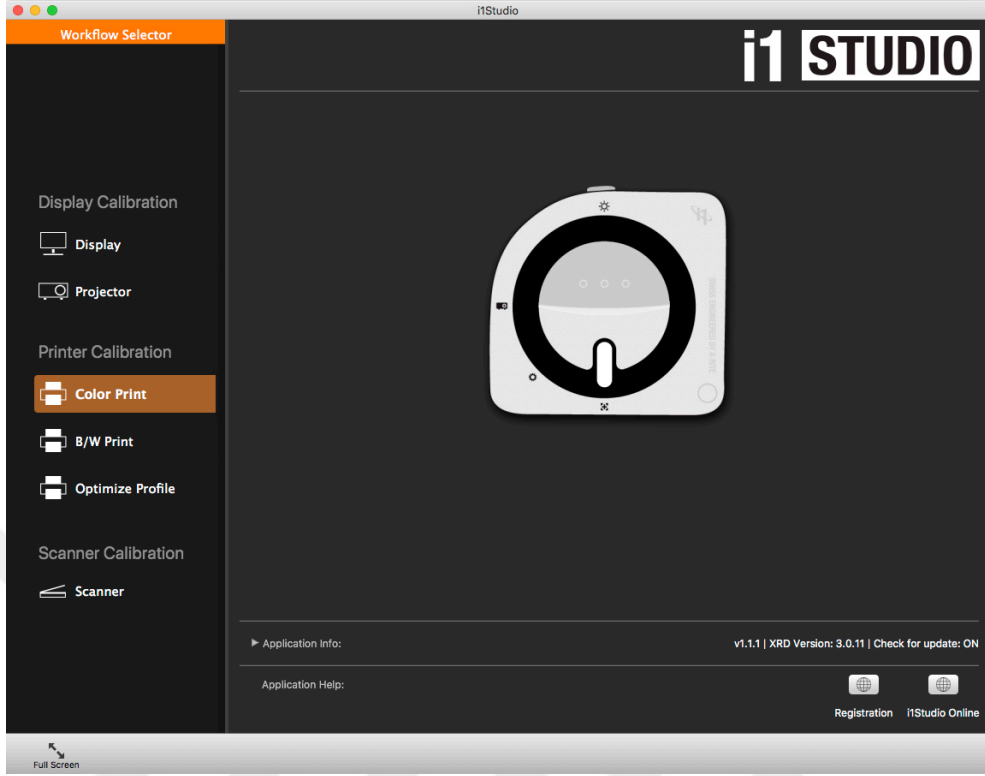 i1Studio
Workflow Selector
i1 STUDIO
Display Calibration
Display
Projector
Printer Calibration
Color Print
B/W Print
Optimize Profile
Scanner Calibration
Scanner
Application Info:
v1.1.1 | XRD Version: 3.0.11 | Check for update: ON
Application Help:
Registration
i1Studio Online
Full Screen